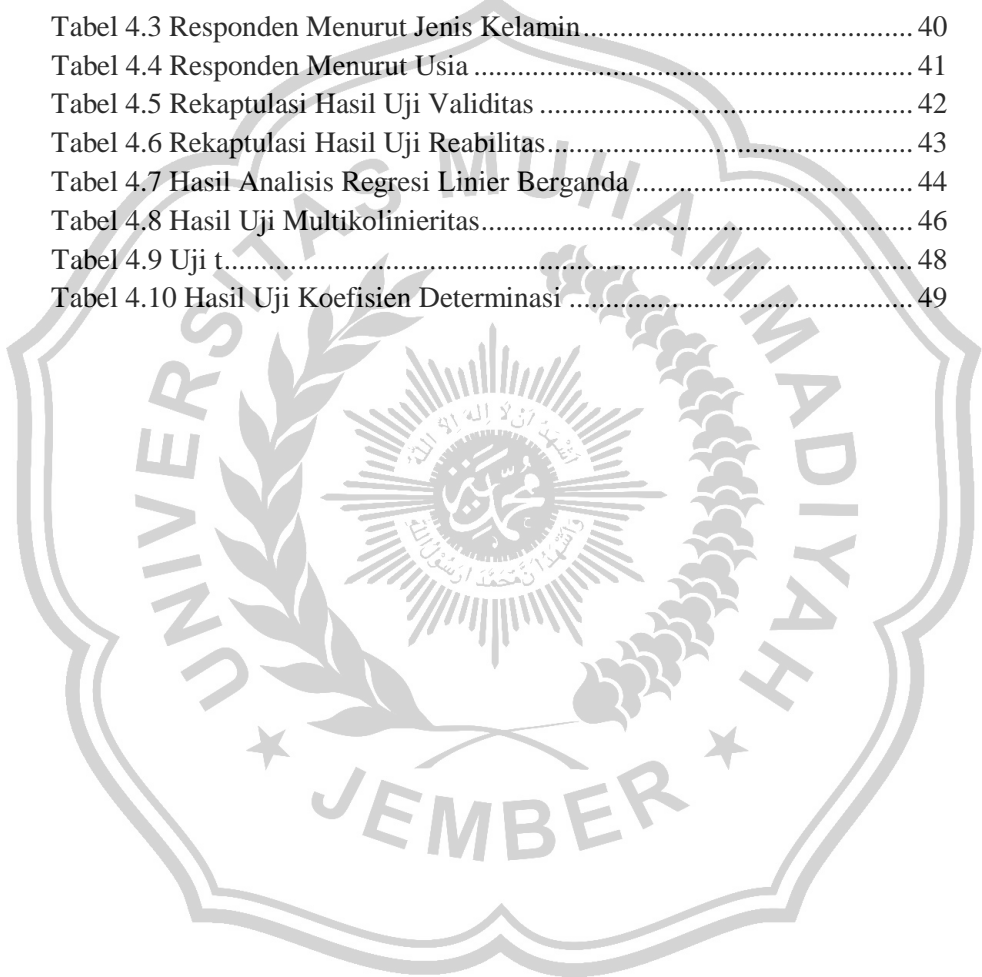 Tabel 4.3 Responden Menurut Jenis Kelamin.................................................. 40
Tabel 4.4 Responden Menurut Usia ................................................................ 41
Tabel 4.5 Rekaptulasi Hasil Uji Validitas ....................................................... 42
Tabel 4.6 Rekaptulasi Hasil Uji Reabilitas...................................................... 43
Tabel 4.7 Hasil Analisis Regresi Linier Berganda .......................................... 44
Tabel 4.8 Hasil Uji Multikolinieritas............................................................... 46
Tabel 4.9 Uji t.................................................................................................. 48
Tabel 4.10 Hasil Uji Koefisien Determinasi ................................................... 49
UNIVERSITAS MUHAMMADIYAH
JEMBER